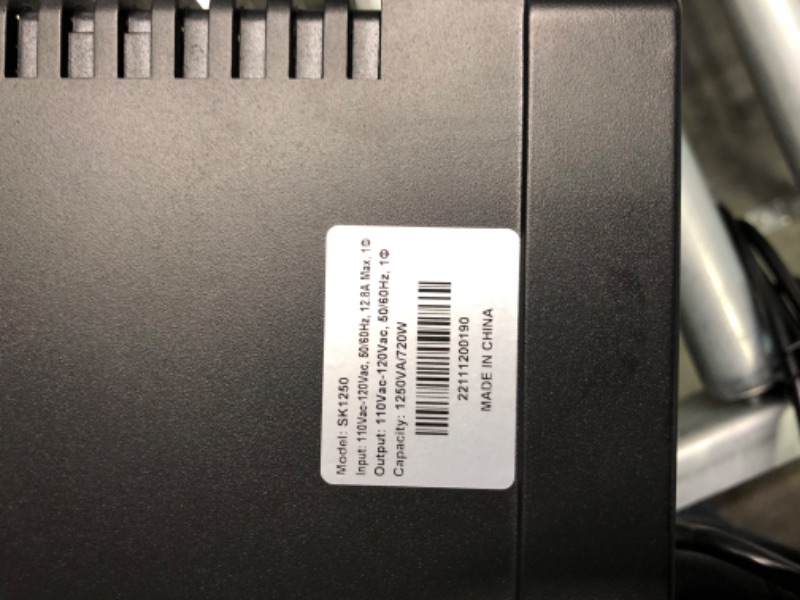 Model: SK1250
Input: 110Vac-120Vac, 50/60Hz, 12.8A Max, 1Φ
Output: 110Vac-120Vac, 50/60Hz, 1Φ
Capacity: 1250VA/720W
22111200190
MADE IN CHINA